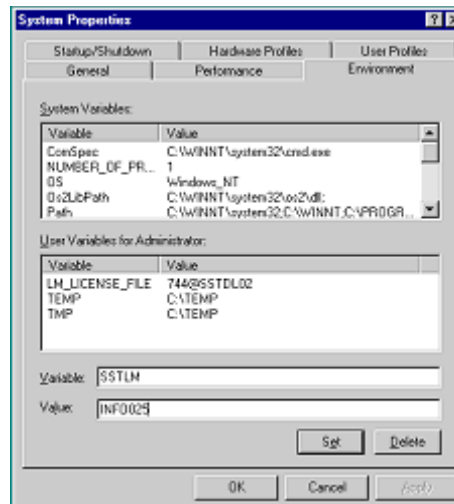 System Properties
Startup/Shutdown Hardware Profiles User Profiles
General Performance Environment
System Variables:
Variable Value
ComSpec C:\WINNT\system32\cmd.exe
NUMBER_OF_PR... 1
OS Windows_NT
Os2LibPath C:\WINNT\system32\os2\dll;
Path C:\WINNT\system32;C:\WINNT;C:\PROGR...
User Variables for Administrator:
Variable Value
LM_LICENSE_FILE 744@SSTDL02
TEMP C:\TEMP
TMP C:\TEMP
Variable: SSTLM
Value: INFO025
Set Delete
OK Cancel Apply